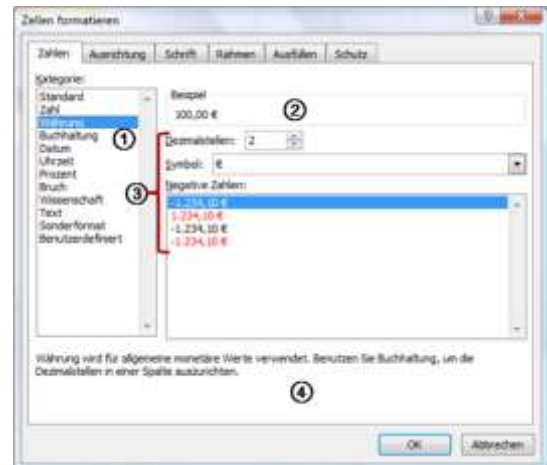 Zellen formatieren
Zahlen Ausrichtung Schrift Rahmen Ausfüllen Schutz
Kategorie:
Standard
Zahl
Währung
Buchhaltung
Datum
Uhrzeit
Prozent
Bruch
Wissenschaft
Text
Sonderformat
Benutzerdefiniert
①
Beispiel
100,00 €
②
Dezimalstellen: 2
Symbol: €
③
Negative Zahlen:
-1.234,10 €
1.234,10 €
-1.234,10 €
-1.234,10 €
Währung wird für allgemeine monetäre Werte verwendet. Benutzen Sie Buchhaltung, um die
Dezimalstellen in einer Spalte auszurichten.
④
OK Abbrechen